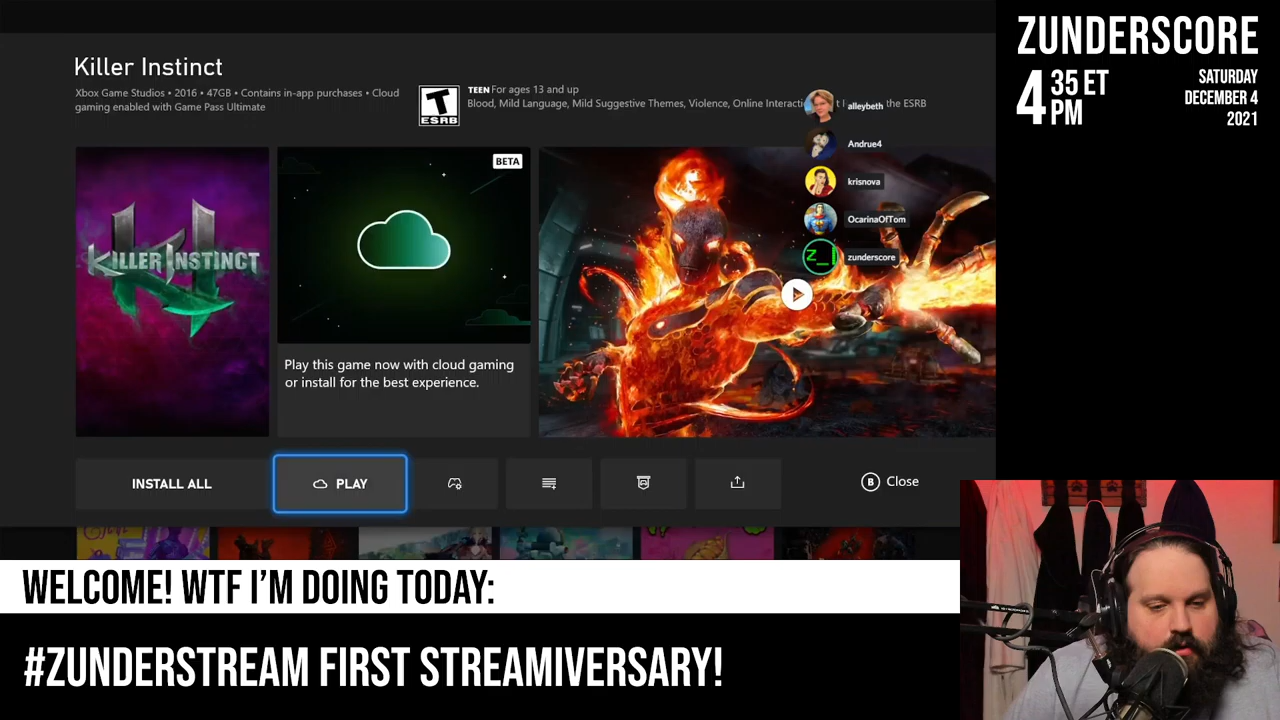 Killer Instinct
Xbox Game Studios • 2016 • 47GB • Contains in-app purchases • Cloud
gaming enabled with Game Pass Ultimate
T
ESRB
TEEN For ages 13 and up
Blood, Mild Language, Mild Suggestive Themes, Violence, Online the ESRB
alleybeth
Andrue4
krisnova
OcarinaOfTom
zunderscore
Z_
KILLER INSTINCT
BETA
Play this game now with cloud gaming
or install for the best experience.
INSTALL ALL
PLAY
B Close
WELCOME! WTF I'M DOING TODAY:
#ZUNDERSTREAM FIRST STREAMIVERSARY!
ZUNDERSCORE
4 35 ET
PM
SATURDAY
DECEMBER 4
2021